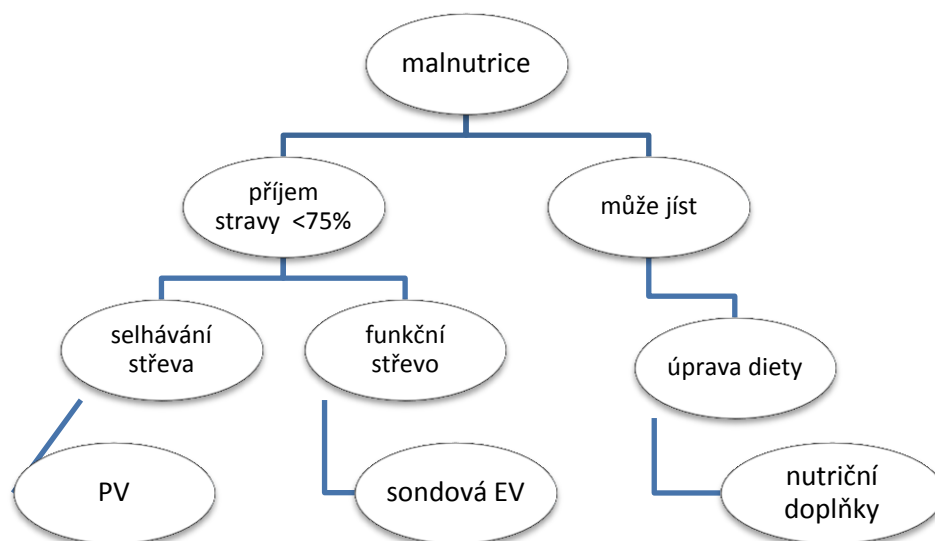 malnutrice
příjem
stravy <75%
může jíst
selhávání
střeva
funkční
střevo
úprava diety
PV
sondová EV
nutriční
doplňky